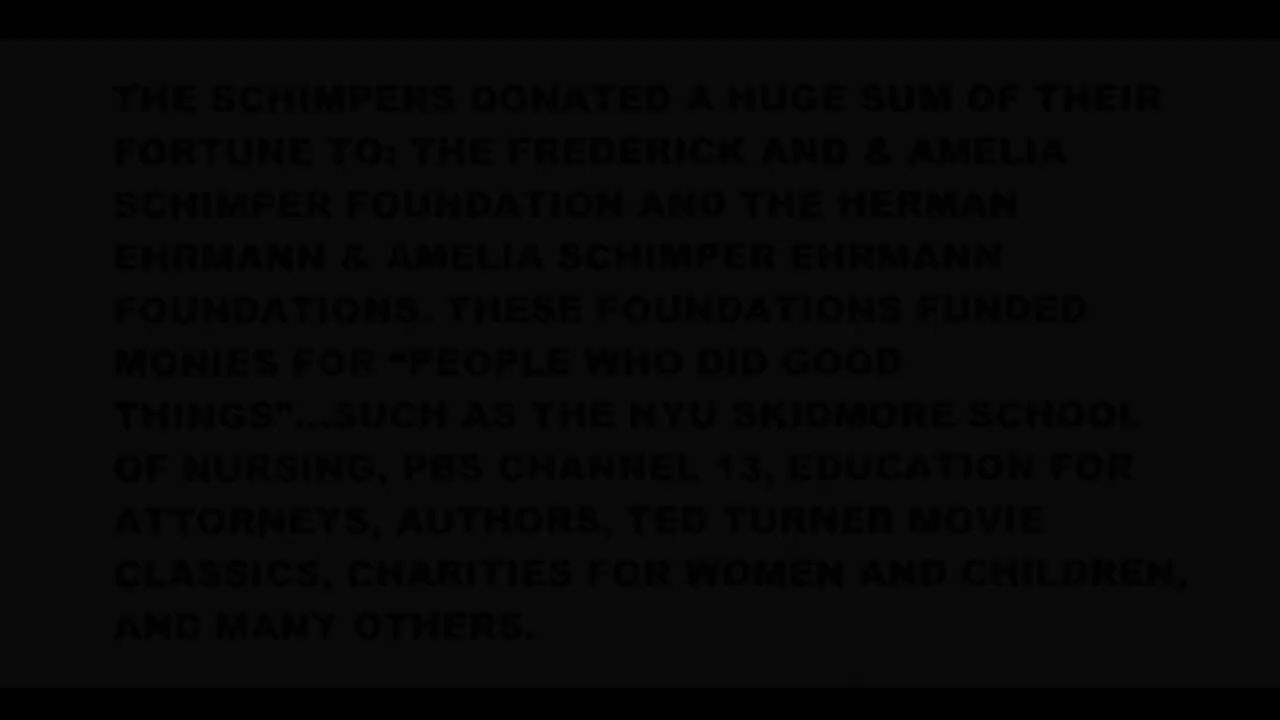 THE SCHIMPERS DONATED A HUGE SUM OF THEIR
FORTUNE TO: THE FREDERICK AND & AMELIA
SCHIMPER FOUNDATION AND THE HERMAN
EHRMANN & AMELIA SCHIMPER EHRMANN
FOUNDATIONS. THESE FOUNDATIONS FUNDED
MONIES FOR "PEOPLE WHO DID GOOD
THINGS"...SUCH AS THE NYU SKIDMORE SCHOOL
OF NURSING, PBS CHANNEL 13, EDUCATION FOR
ATTORNEYS, AUTHORS, TED TURNER MOVIE
CLASSICS, CHARITIES FOR WOMEN AND CHILDREN,
AND MANY OTHERS.